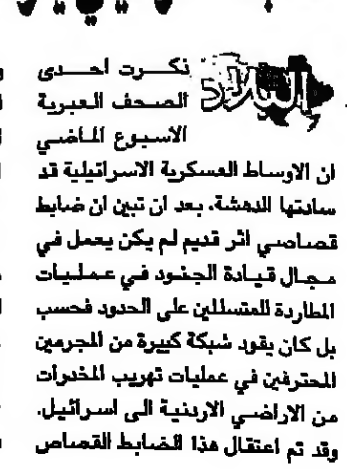 البلاد
ذكرت احدى
الصحف العبرية
الاسبوع الماضي
ان الاوساط العسكرية الاسرائيلية قد
سادتها الدهشة، بعد ان تبين ان ضابط
قصاصي اثر قديم لم يكن يعمل في
مجال قيادة الجنود في عمليات
المطاردة للمتسللين على الحدود فحسب
بل كان يقود شبكة كبيرة من المجرمين
المحترفين في عمليات تهريب المخدرات
من الاراضي الاردنية الى اسرائيل.
وقد تم اعتقال هذا الضابط القصاص